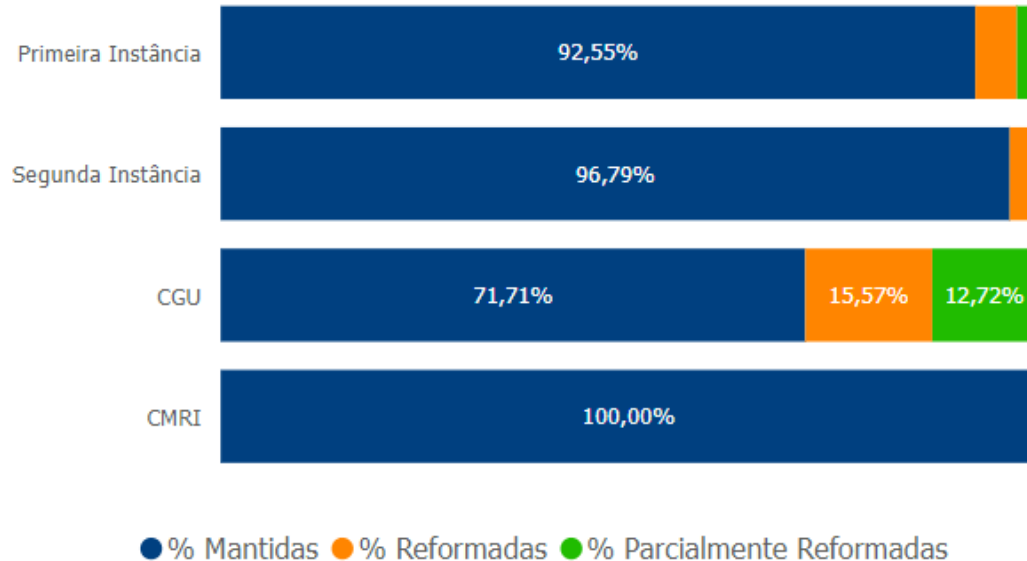 Primeira Instância 92,55%
Segunda Instância 96,79%
CGU 71,71% 15,57% 12,72%
CMRI 100,00%
% Mantidas % Reformadas % Parcialmente Reformadas